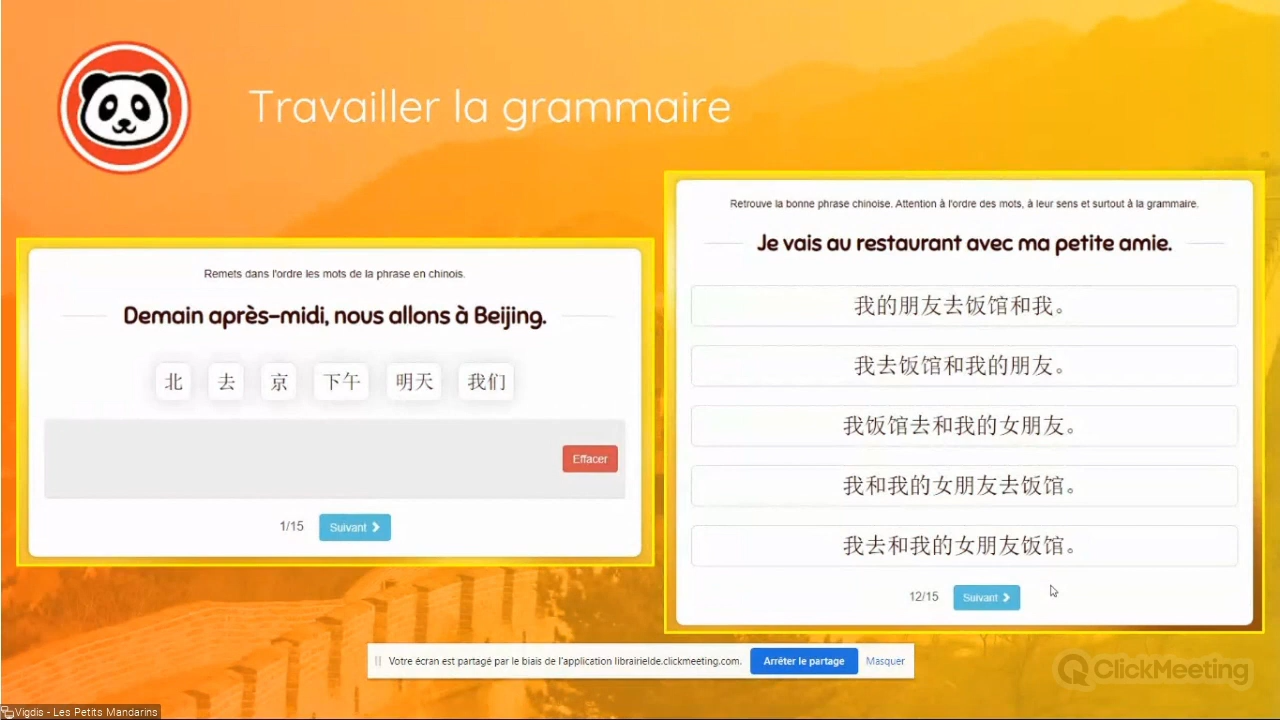 Travailler la grammaire
Remets dans l'ordre les mots de la phrase en chinois.
Demain après-midi, nous allons à Beijing.
北 去 京 下午 明天 我们
Effacer
1/15 Suivant
Retrouve la bonne phrase chinoise. Attention à l'ordre des mots, à leur sens et surtout à la grammaire.
Je vais au restaurant avec ma petite amie.
我的朋友去饭馆和我。
我去饭馆和我的朋友。
我饭馆去和我的女朋友。
我和我的女朋友去饭馆。
我去和我的女朋友饭馆。
12/15 Suivant
Votre écran est partagé par le biais de l'application librairielde.clickmeeting.com. Arrêter le partage Masquer
ClickMeeting
Vigdis - Les Petits Mandarins